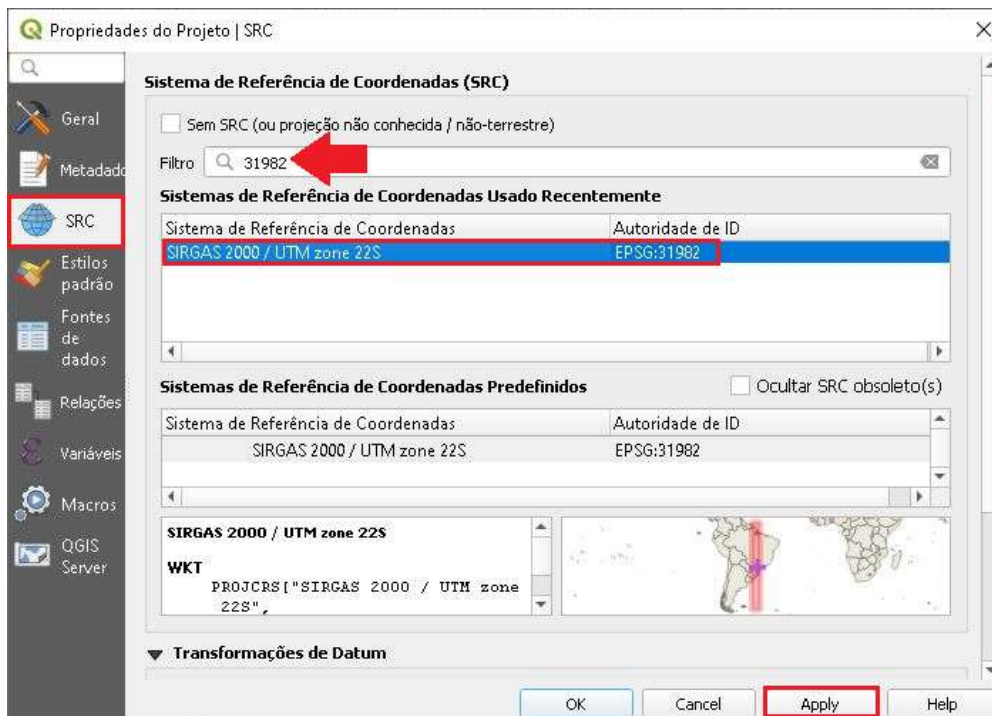 Propriedades do Projeto | SRC
Geral
Metadado
SRC
Estilos
padrão
Fontes
de
dados
Relações
Variáveis
Macros
QGIS
Server
Sistema de Referência de Coordenadas (SRC)
Sem SRC (ou projeção não conhecida / não-terrestre)
Filtro 31982
Sistemas de Referência de Coordenadas Usado Recentemente
Sistema de Referência de Coordenadas Autoridade de ID
SIRGAS 2000 / UTM zone 22S EPSG:31982
Sistemas de Referência de Coordenadas Predefinidos Ocultar SRC obsoleto(s)
Sistema de Referência de Coordenadas Autoridade de ID
SIRGAS 2000 / UTM zone 22S EPSG:31982
SIRGAS 2000 / UTM zone 22S
WKT
PROJCRS["SIRGAS 2000 / UTM zone
22S",
Transformações de Datum
OK Cancel Apply Help